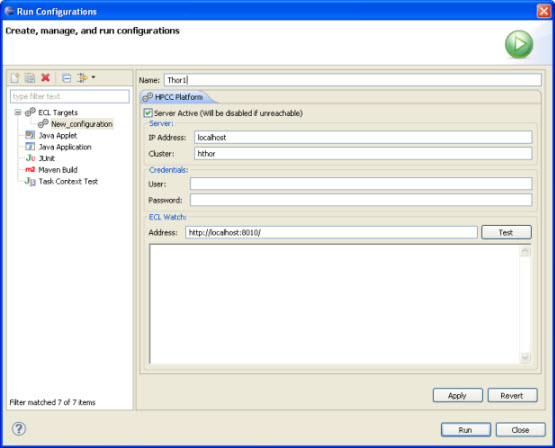 Run Configurations
Create, manage, and run configurations
type filter text
ECL Targets
New_configuration
Java Applet
Java Application
Ju JUnit
m2 Maven Build
Task Context Test
Filter matched 7 of 7 items
Name: Thor1
HPCC Platform
Server Active (Will be disabled if unreachable)
Server:
IP Address: localhost
Cluster: hthor
Credentials:
User:
Password:
ECL Watch:
Address: http://localhost:8010/ Test
Apply Revert
? Run Close